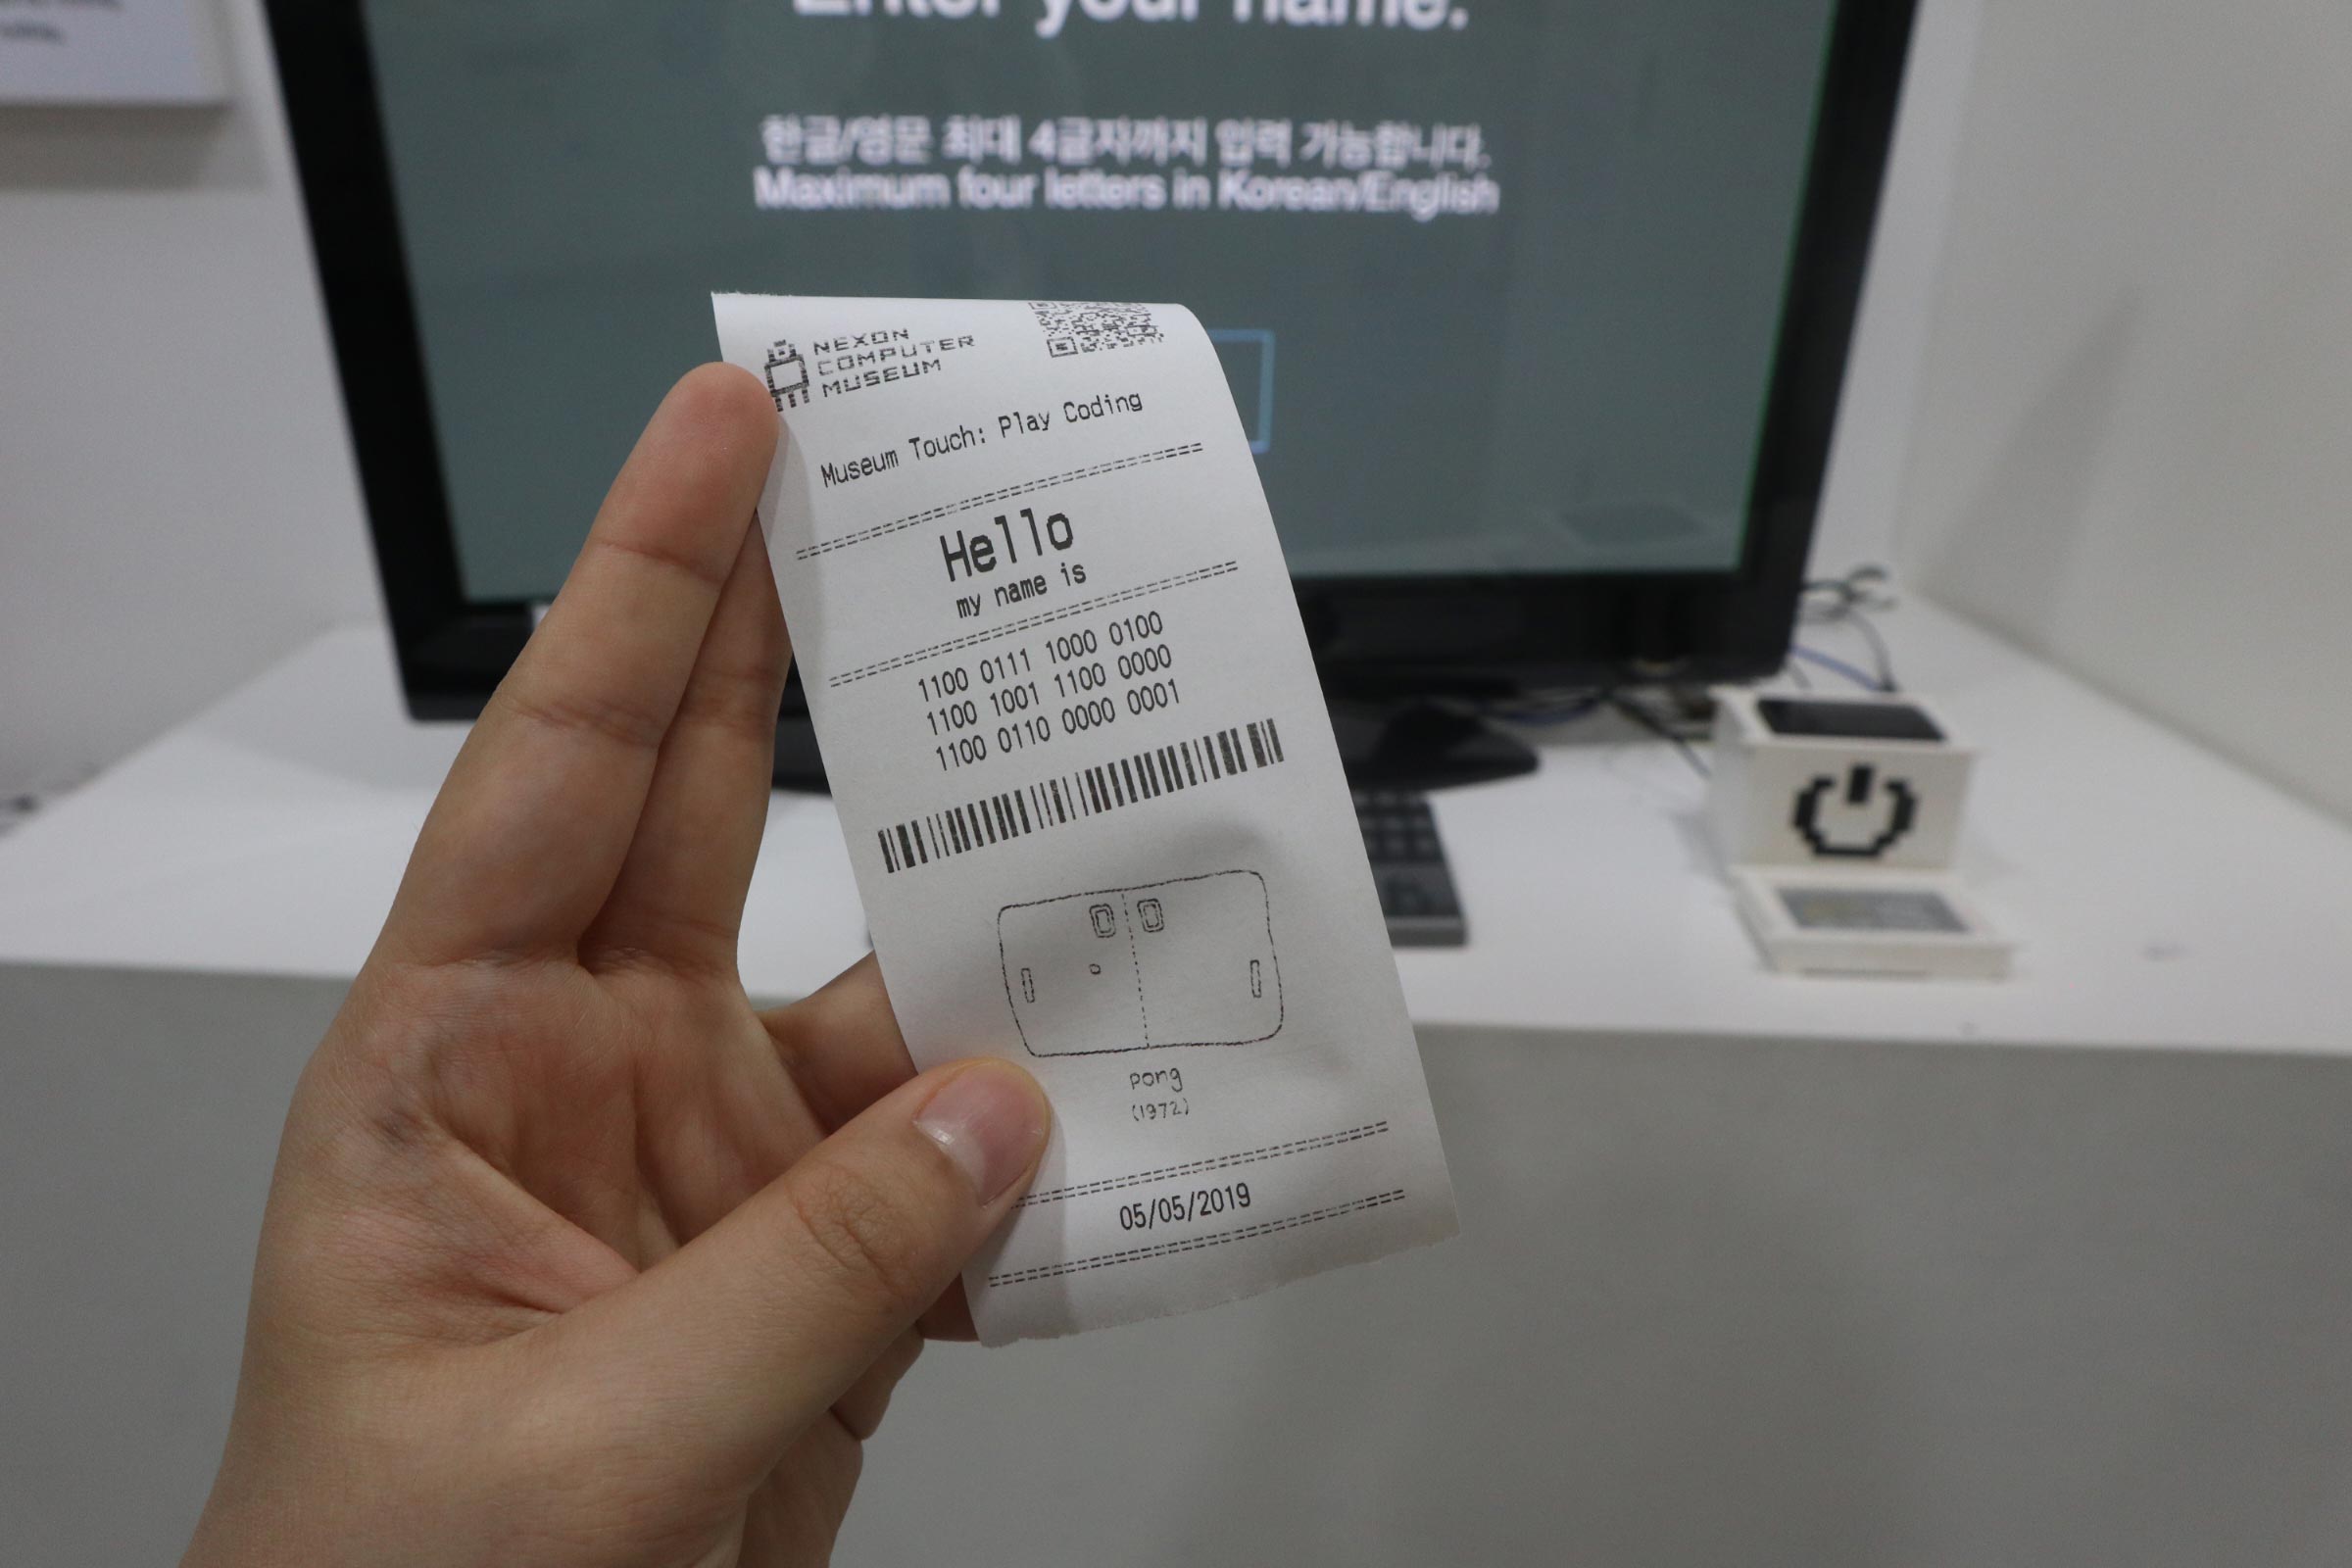 Enter your name.
한글/영문 최대 4글자까지 입력 가능합니다.
Maximum four letters in Korean/English
NEXON
COMPUTER
MUSEUM
Museum Touch: Play Coding
Hello
my name is
1100 0111 1000 0100
1100 1001 1100 0000
1100 0110 0000 0001
0 0
Pong
(1972)
05/05/2019